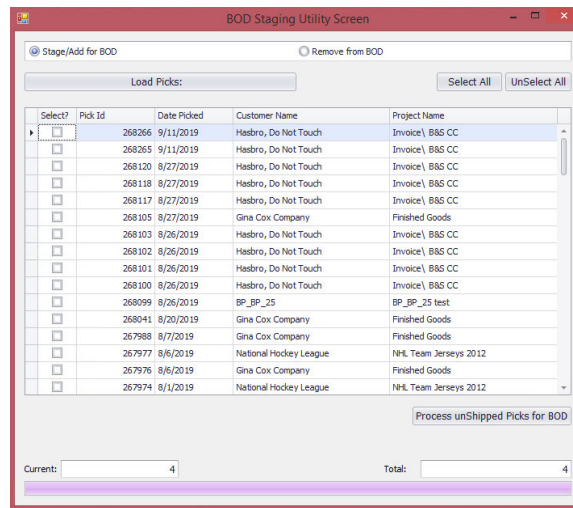 BOD Staging Utility Screen
Stage/Add for BOD Remove from BOD
Load Picks: Select All UnSelect All
Select? Pick Id Date Picked Customer Name Project Name
268266 9/11/2019 Hasbro, Do Not Touch Invoice\ B&S CC
268265 9/11/2019 Hasbro, Do Not Touch Invoice\ B&S CC
268120 8/27/2019 Hasbro, Do Not Touch Invoice\ B&S CC
268118 8/27/2019 Hasbro, Do Not Touch Invoice\ B&S CC
268117 8/27/2019 Hasbro, Do Not Touch Invoice\ B&S CC
268105 8/27/2019 Gina Cox Company Finished Goods
268103 8/26/2019 Hasbro, Do Not Touch Invoice\ B&S CC
268102 8/26/2019 Hasbro, Do Not Touch Invoice\ B&S CC
268101 8/26/2019 Hasbro, Do Not Touch Invoice\ B&S CC
268100 8/26/2019 Hasbro, Do Not Touch Invoice\ B&S CC
268099 8/26/2019 BP_BP_25 BP_BP_25 test
268041 8/20/2019 Gina Cox Company Finished Goods
267988 8/7/2019 Gina Cox Company Finished Goods
267977 8/6/2019 National Hockey League NHL Team Jerseys 2012
267976 8/6/2019 Gina Cox Company Finished Goods
267974 8/1/2019 National Hockey League NHL Team Jerseys 2012
Process unShipped Picks for BOD
Current: 4 Total: 4